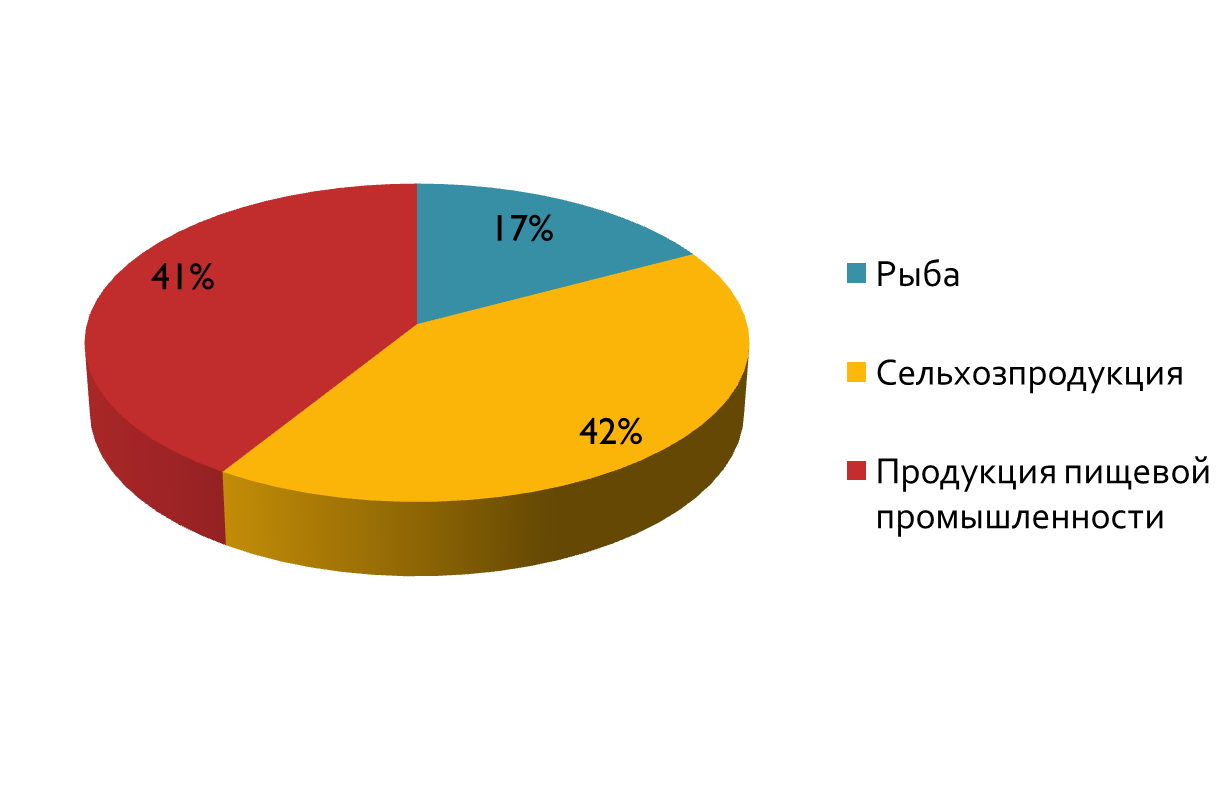 17%
41%
42%
Рыба
Сельхозпродукция
Продукция пищевой
промышленности